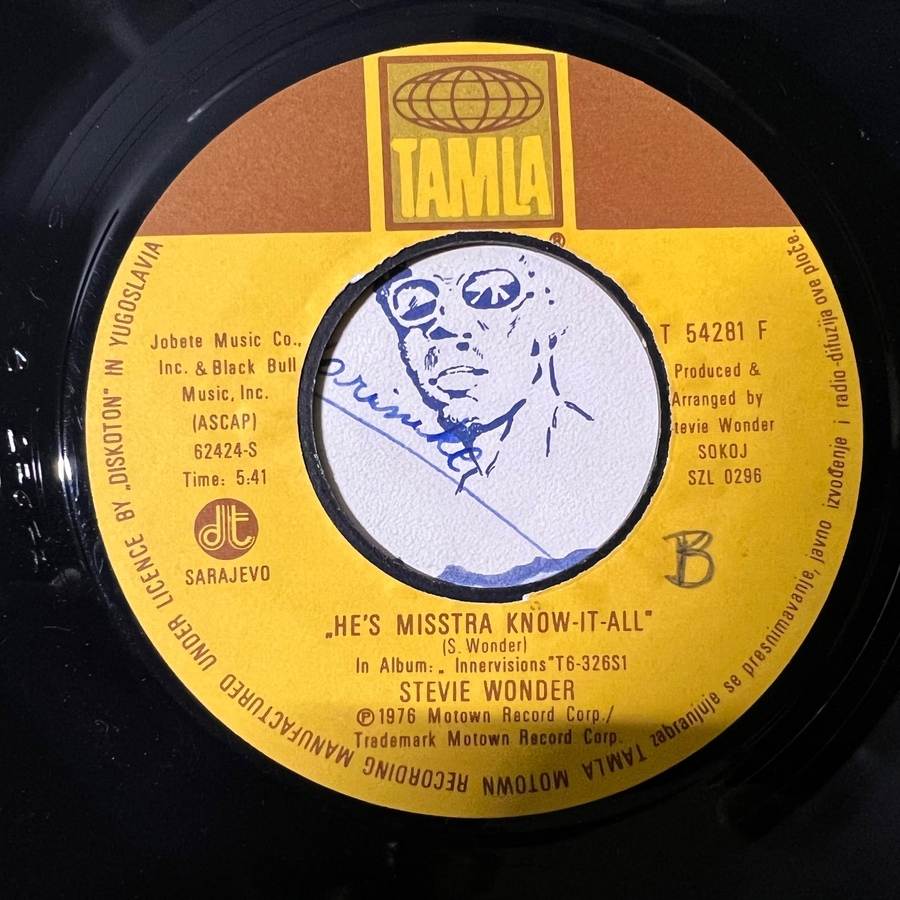 TAMLA
®
Jobete Music Co.,
Inc. & Black Bull
Music, Inc.
(ASCAP)
62424-S
Time: 5:41
dt
SARAJEVO
T 54281 F
Produced &
Arranged by
tevie Wonder
SOKOJ
SZL 0296
B
„HE'S MISSTRA KNOW-IT-ALL"
(S. Wonder)
In Album: „ Innervisions"T6-326S1
STEVIE WONDER
℗1976 Motown Record Corp./
Trademark Motown Record Corp.
TAMLA MOTOWN RECORDING MANUFACTURED UNDER LICENCE BY „DISKOTON" IN YUGOSLAVIA
zabranjuje se presnimavanje, javno izvođenje i radio-difuzija ove ploče.